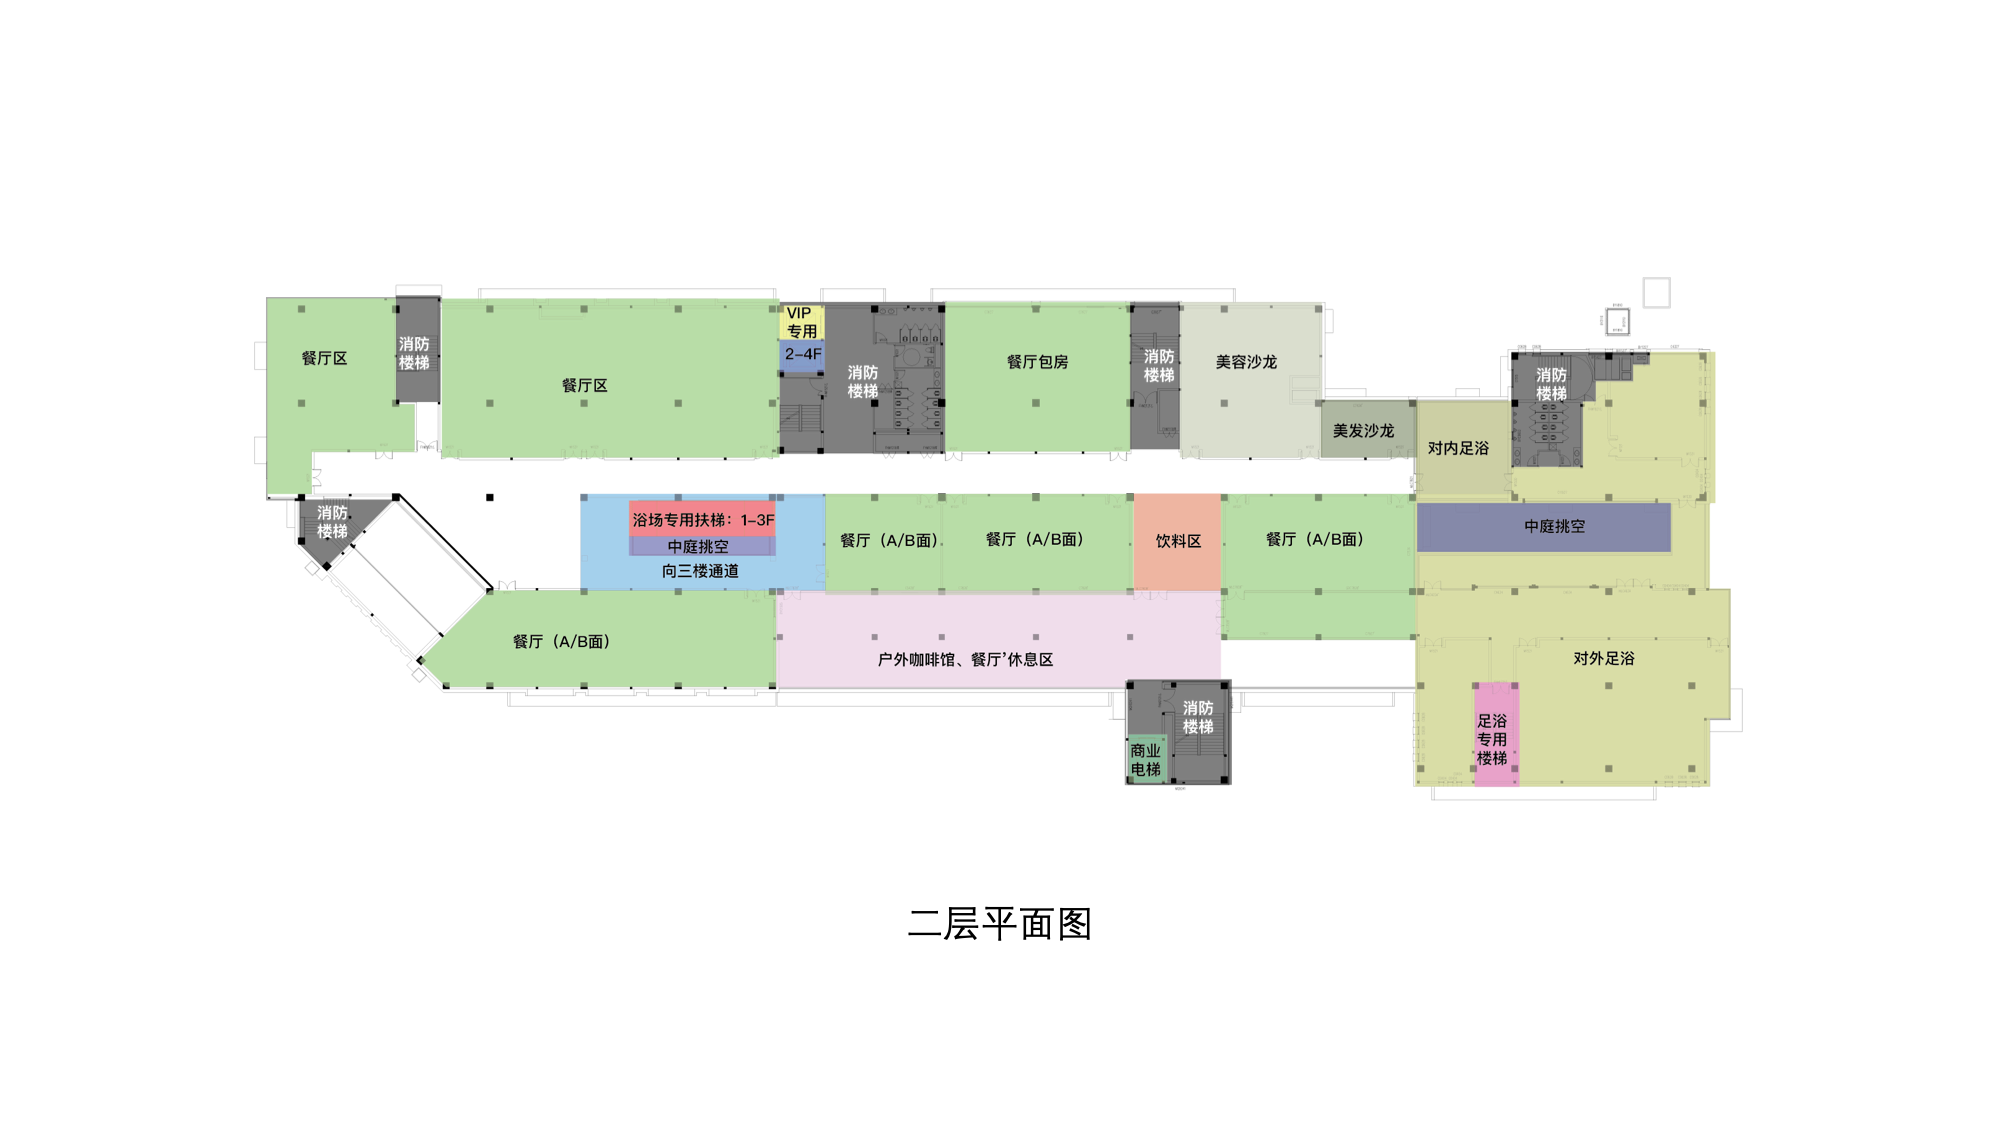 餐厅区
消防
楼梯
餐厅区
VIP
专用
2-4F
消防
楼梯
餐厅包房
消防
楼梯
美容沙龙
美发沙龙
对内足浴
消防
楼梯
消防
楼梯
浴场专用扶梯：1-3F
中庭挑空
向三楼通道
餐厅（A/B面）
餐厅（A/B面）
饮料区
餐厅（A/B面）
中庭挑空
餐厅（A/B面）
户外咖啡馆、餐厅’休息区
对外足浴
消防
楼梯
商业
电梯
足浴
专用
楼梯
二层平面图